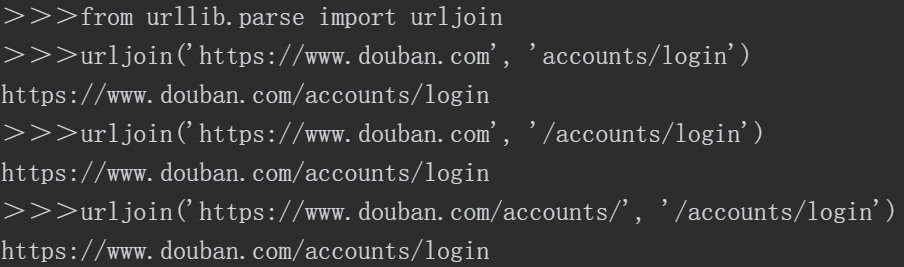 >>>from urllib.parse import urljoin
>>>urljoin('https://www.douban.com', 'accounts/login')
https://www.douban.com/accounts/login
>>>urljoin('https://www.douban.com', '/accounts/login')
https://www.douban.com/accounts/login
>>>urljoin('https://www.douban.com/accounts/', '/accounts/login')
https://www.douban.com/accounts/login